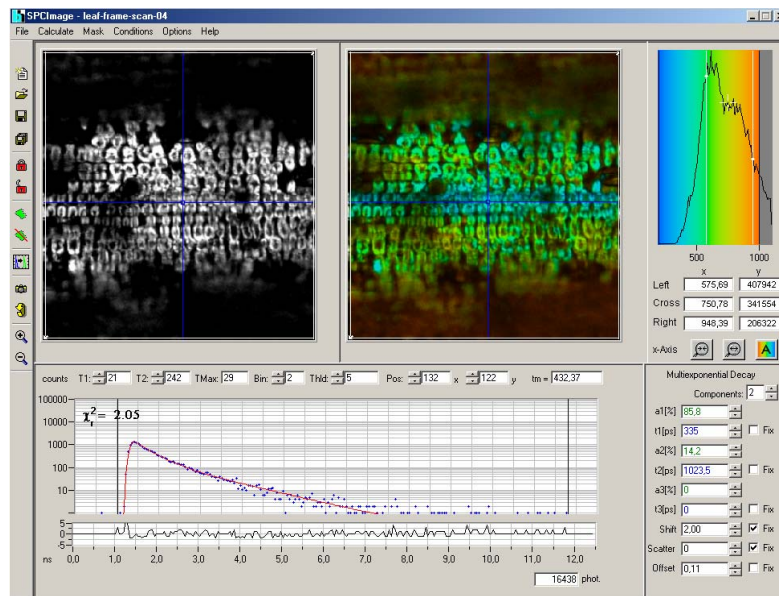 SPCImage - leaf-frame-scan-04
File Calculate Mask Conditions Options Help
500 1000
x y
Left 575,69 407942
Cross 750,78 341554
Right 948,39 206322
x-Axis A
counts T1: 21 T2: 242 TMax: 29 Bin: 2 Thld: 5 Pos: 132 x 122 y tm = 432,37
Multiexponential Decay
Components: 2
a1[%] 85,8
t1[ps] 335 Fix
a2[%] 14,2
t2[ps] 1023,5 Fix
a3[%] 0
t3[ps] 0 Fix
Shift 2,00 Fix
Scatter 0 Fix
Offset 0,11 Fix
100000
χr² = 2.05
10000
1000
100
10
5
0
-5
ns 0,0 1,0 2,0 3,0 4,0 5,0 6,0 7,0 8,0 9,0 10,0 11,0 12,0
16438 phot.